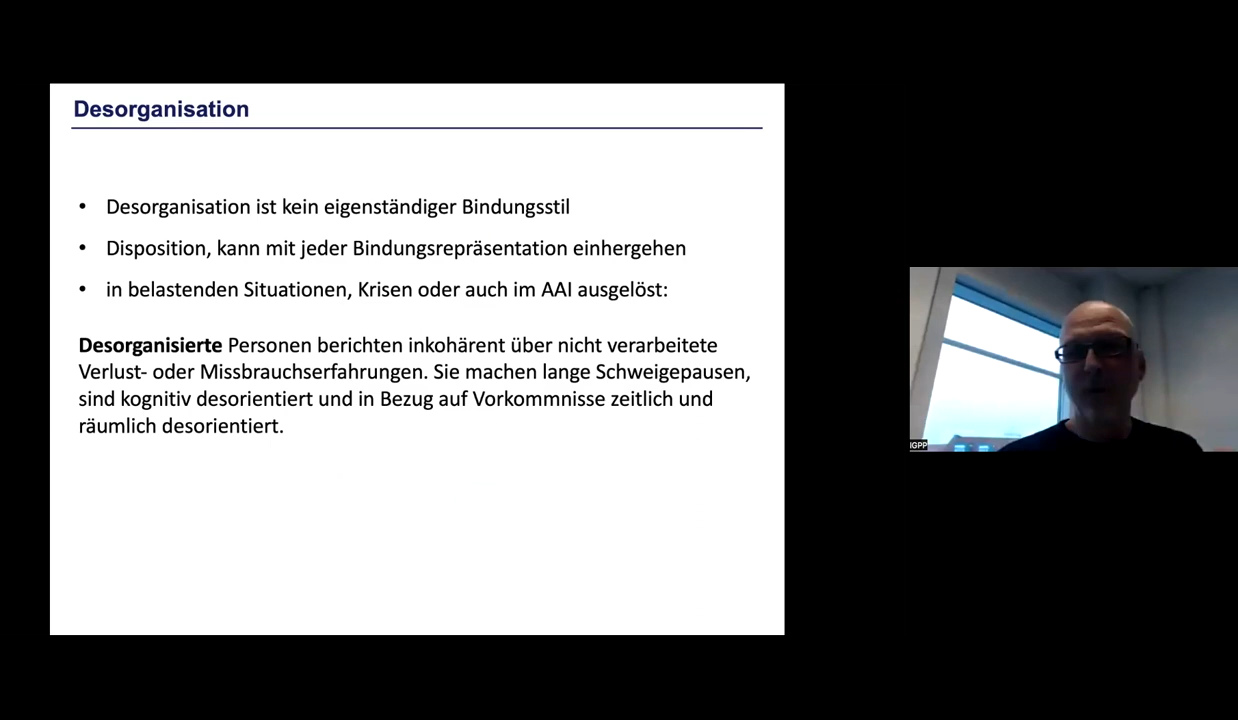 Desorganisation
• Desorganisation ist kein eigenständiger Bindungsstil
• Disposition, kann mit jeder Bindungsrepräsentation einhergehen
• in belastenden Situationen, Krisen oder auch im AAI ausgelöst:
Desorganisierte Personen berichten inkohärent über nicht verarbeitete
Verlust- oder Missbrauchserfahrungen. Sie machen lange Schweigepausen,
sind kognitiv desorientiert und in Bezug auf Vorkommnisse zeitlich und
räumlich desorientiert.
IGPP